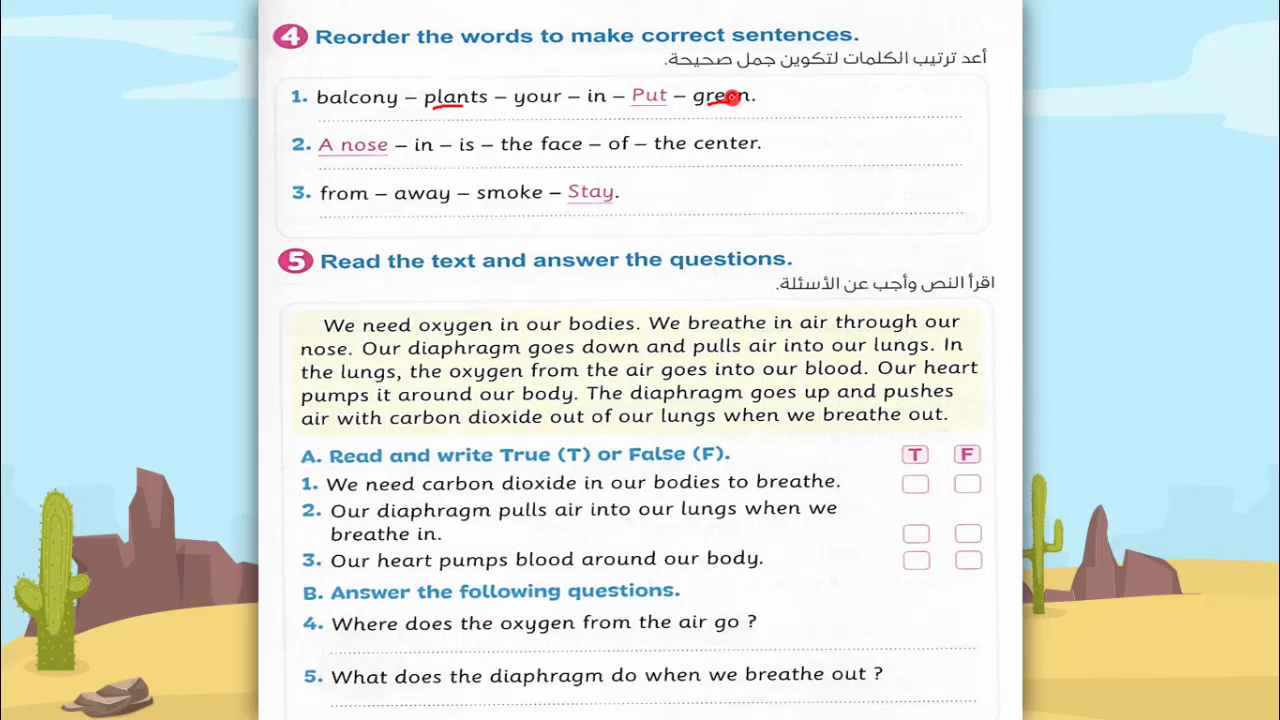 4 Reorder the words to make correct sentences.
أعد ترتيب الكلمات لتكوين جمل صحيحة.
1. balcony – plants – your – in – Put – green.
2. A nose – in – is – the face – of – the center.
3. from – away – smoke – Stay.
5 Read the text and answer the questions.
اقرأ النص وأجب عن الأسئلة.
We need oxygen in our bodies. We breathe in air through our
nose. Our diaphragm goes down and pulls air into our lungs. In
the lungs, the oxygen from the air goes into our blood. Our heart
pumps it around our body. The diaphragm goes up and pushes
air with carbon dioxide out of our lungs when we breathe out.
A. Read and write True (T) or False (F). T F
1. We need carbon dioxide in our bodies to breathe.
2. Our diaphragm pulls air into our lungs when we
breathe in.
3. Our heart pumps blood around our body.
B. Answer the following questions.
4. Where does the oxygen from the air go ?
5. What does the diaphragm do when we breathe out ?